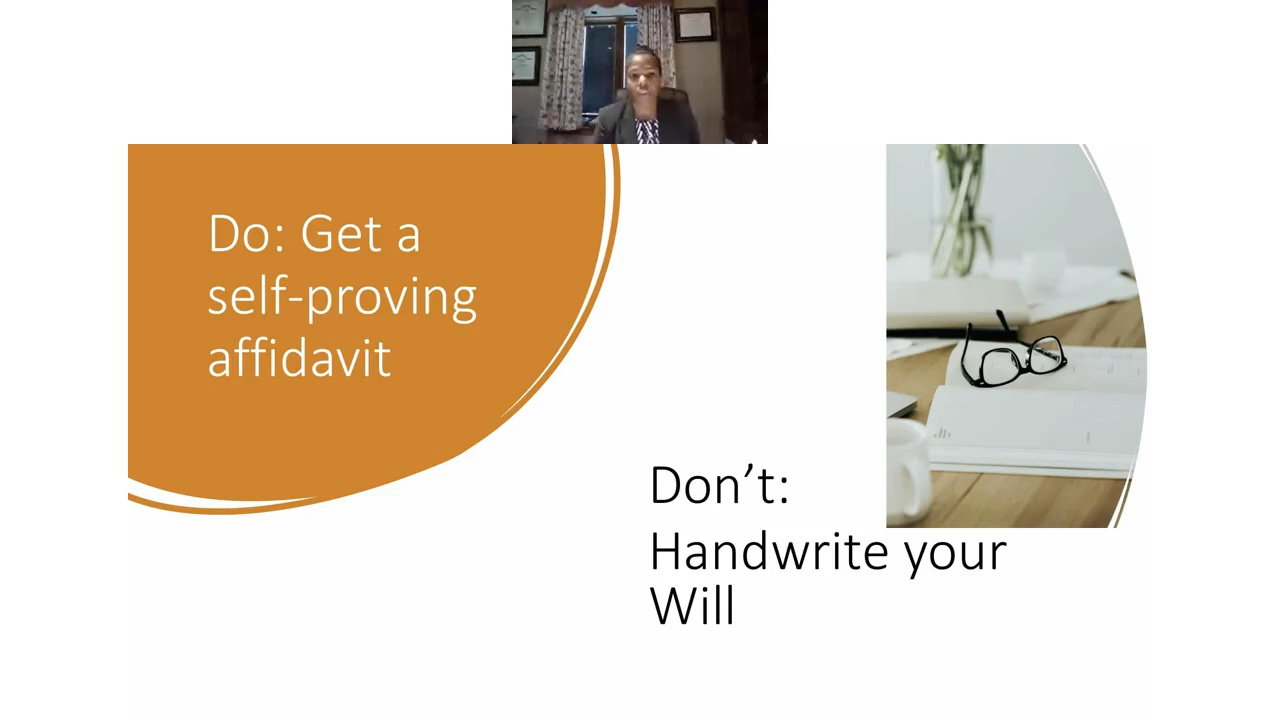 Do: Get a
self-proving
affidavit
Don’t:
Handwrite your
Will